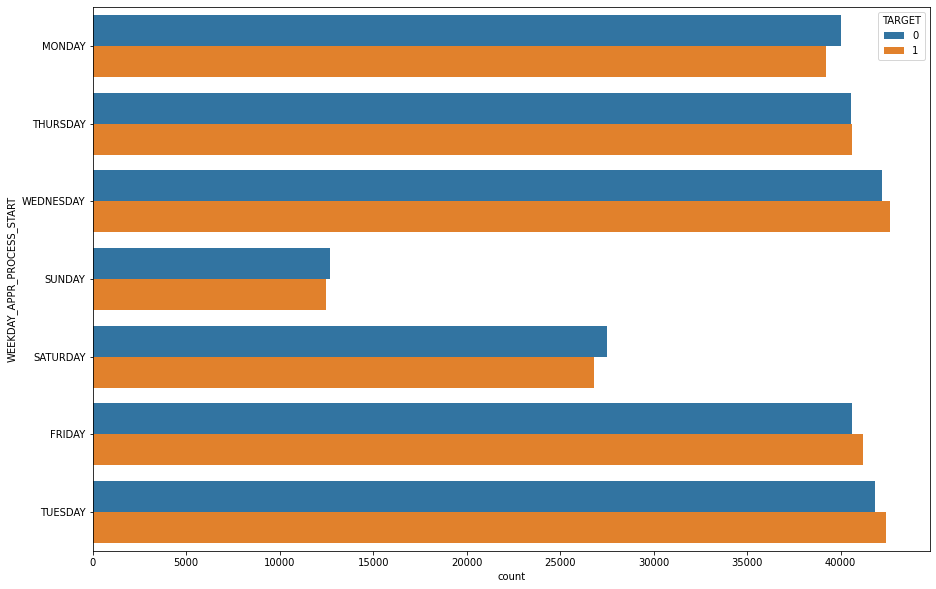 TARGET
0
1
MONDAY
THURSDAY
WEDNESDAY
SUNDAY
SATURDAY
FRIDAY
TUESDAY
WEEKDAY_APPR_PROCESS_START
0 5000 10000 15000 20000 25000 30000 35000 40000
count